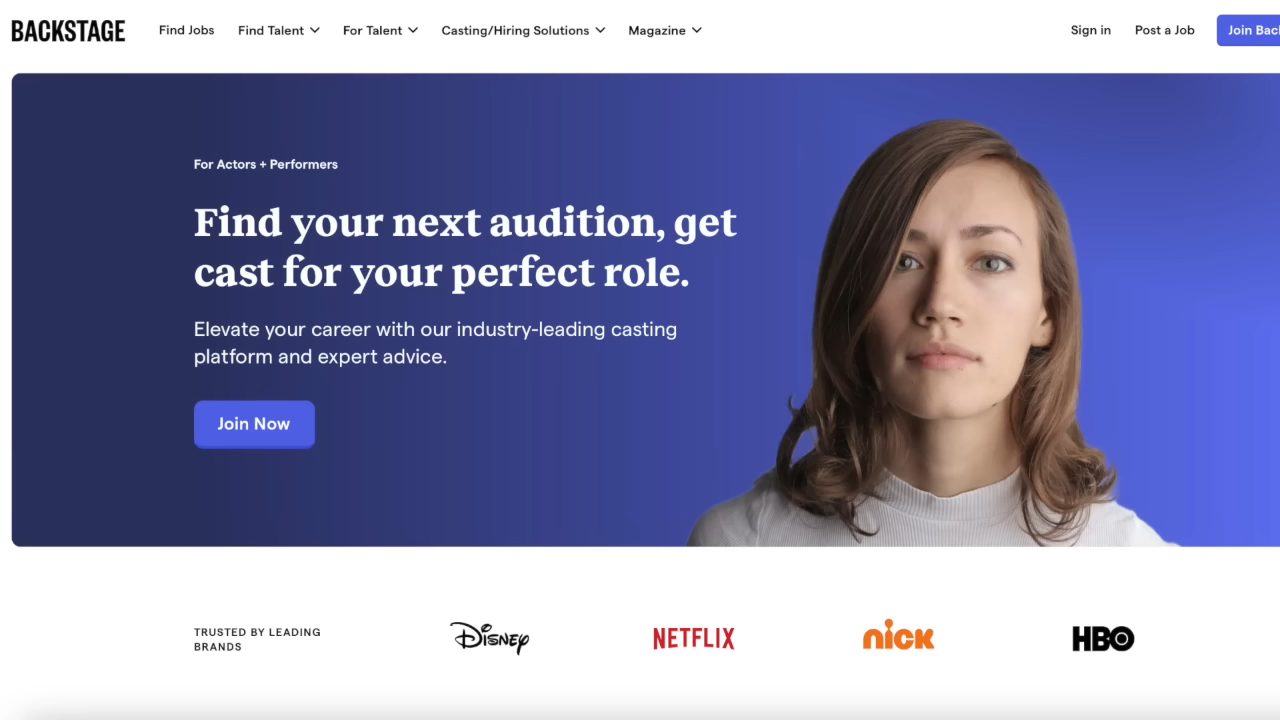 BACKSTAGE Find Jobs Find Talent For Talent Casting/Hiring Solutions Magazine Sign in Post a Job Join Bac
For Actors + Performers
Find your next audition, get
cast for your perfect role.
Elevate your career with our industry-leading casting
platform and expert advice.
Join Now
TRUSTED BY LEADING
BRANDS
Disney NETFLIX nick HBO